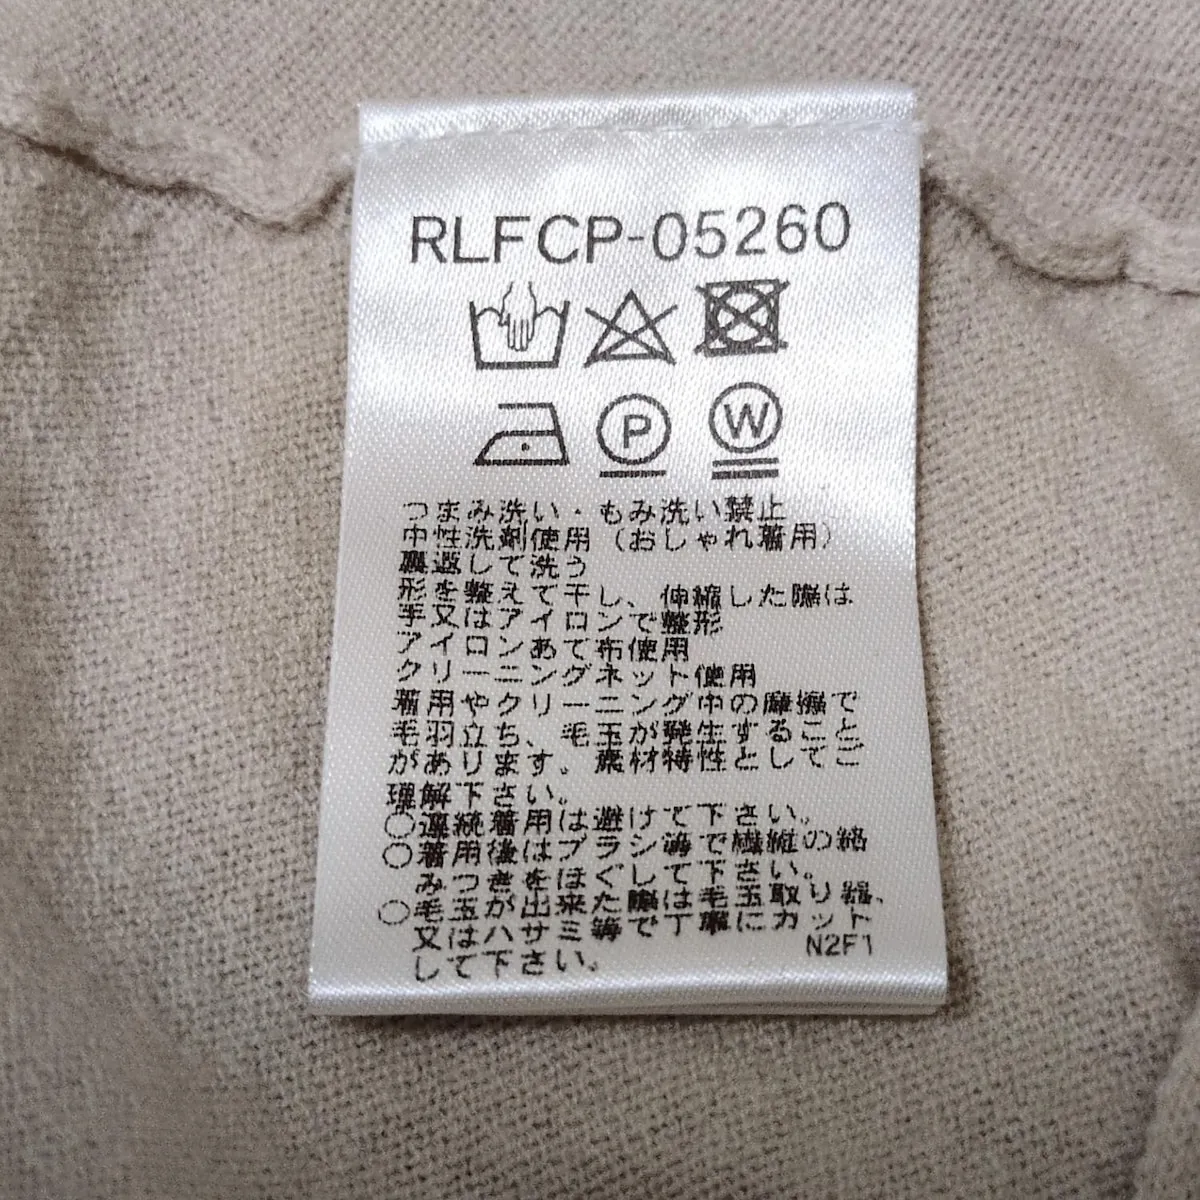 RLFCP-05260
P W
つまみ洗い・もみ洗い禁止
中性洗剤使用（おしゃれ着用）
裏返して洗う
形を整えて干し、伸縮した際は
手又はアイロンで整形
アイロンあて布使用
クリーニングネット使用
着用やクリーニング中の摩擦で
毛羽立ち、毛玉が発生すること
があります。素材特性としてご
理解下さい。
○連続着用は避けて下さい。
○着用後はブラシ等で繊維の絡
みつきをほぐして下さい。
○毛玉が出来た際は毛玉取り器、
又はハサミ等で丁寧にカット
して下さい。
N2F1